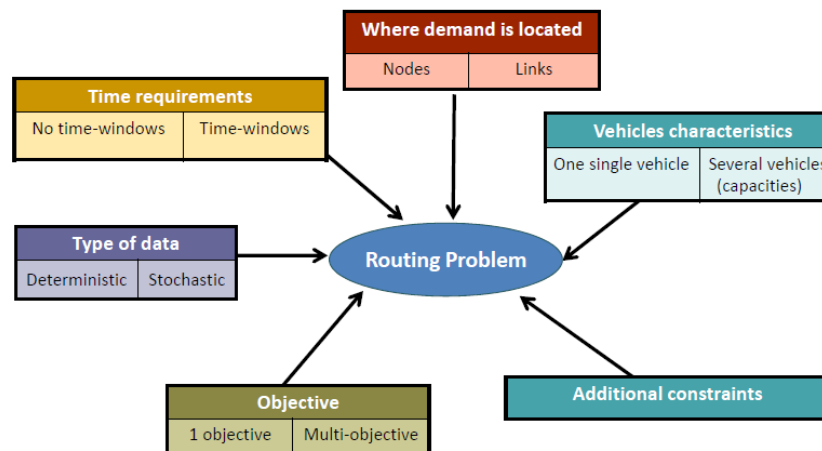 Where demand is located
Nodes Links
Time requirements
No time-windows Time-windows
Vehicles characteristics
One single vehicle Several vehicles
(capacities)
Type of data
Deterministic Stochastic
Routing Problem
Objective
1 objective Multi-objective
Additional constraints